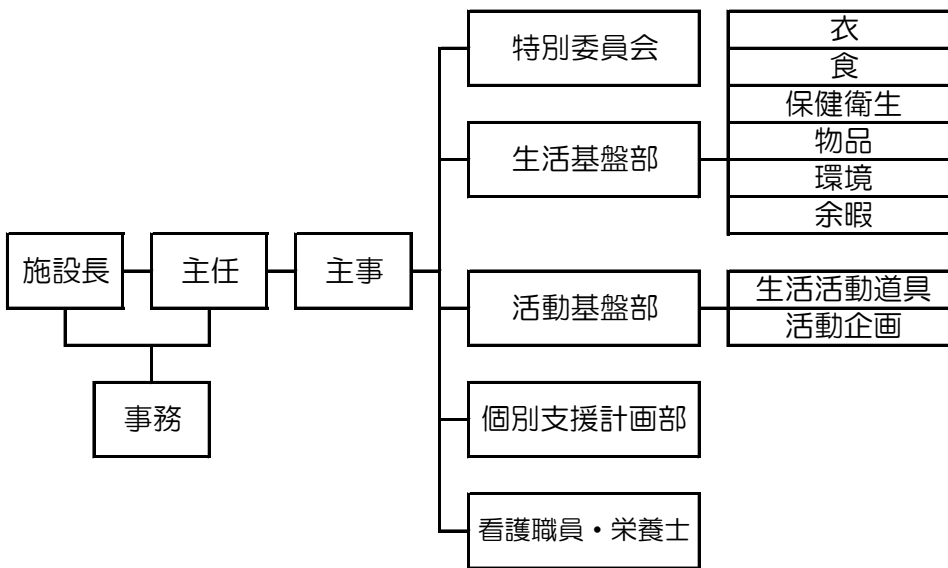 特別委員会
衣
食
保健衛生
生活基盤部
物品
環境
余暇
施設長
主任
主事
活動基盤部
生活活動道具
活動企画
事務
個別支援計画部
看護職員・栄養士